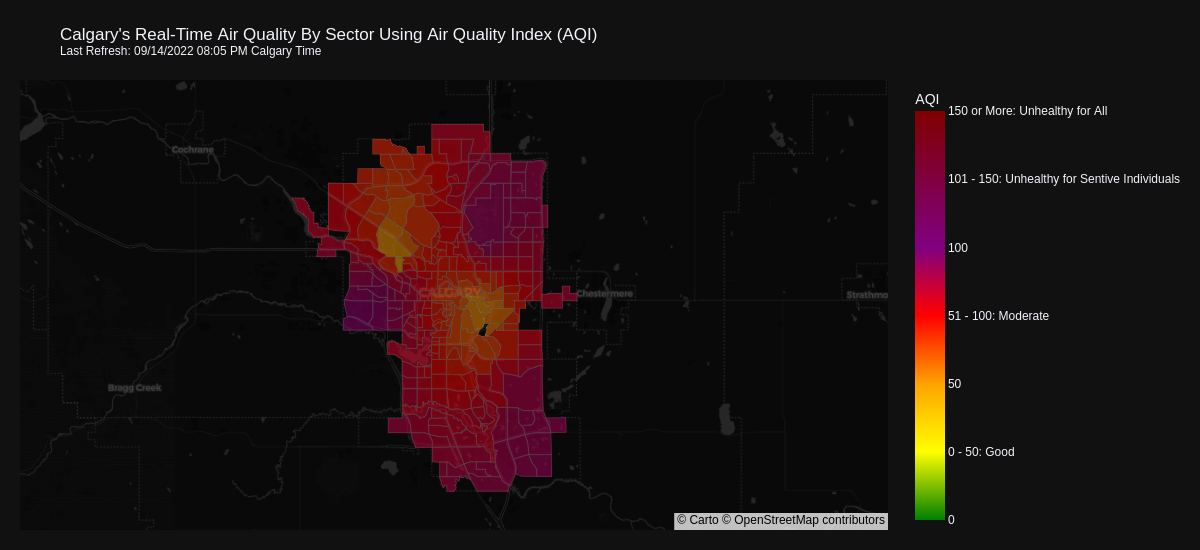 Calgary's Real-Time Air Quality By Sector Using Air Quality Index (AQI)
Last Refresh: 09/14/2022 08:05 PM Calgary Time
AQI
150 or More: Unhealthy for All
101 - 150: Unhealthy for Sentive Individuals
100
51 - 100: Moderate
50
0 - 50: Good
0
Cochrane
CALGARY
Chestermere
Strathmo
Bragg Creek
© Carto © OpenStreetMap contributors